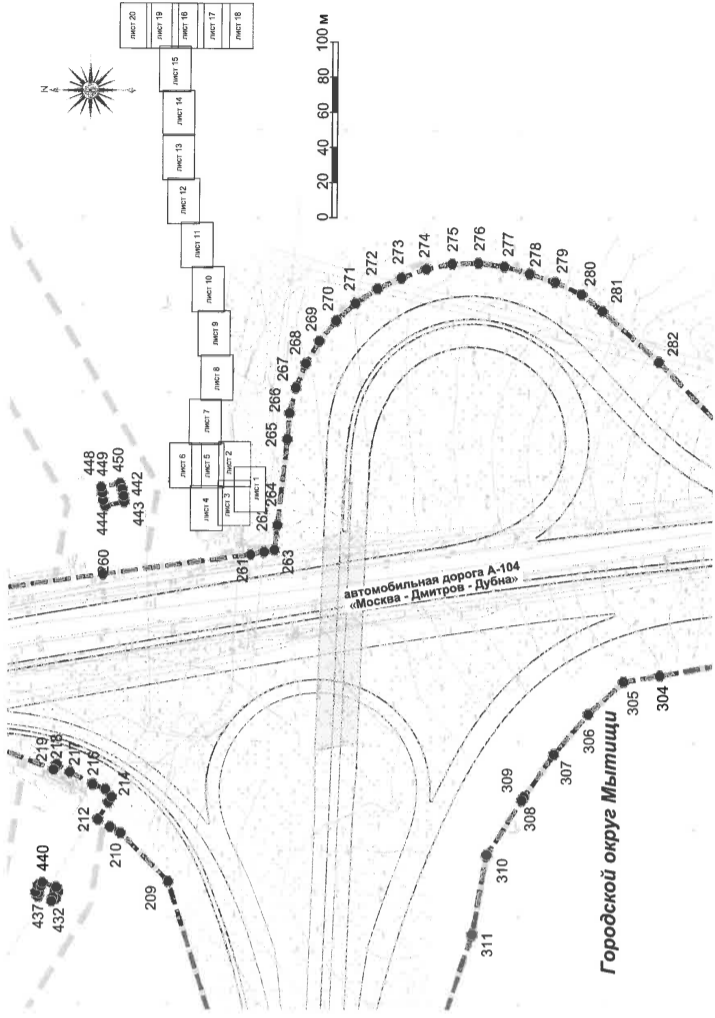 N
лист 20
лист 19
лист 16
лист 17
лист 18
лист 15
лист 14
лист 13
лист 12
лист 11
лист 10
лист 9
лист 8
лист 7
лист 6
лист 5
лист 2
лист 4
лист 3
лист 1
0 20 40 60 80 100 м
448
449
450
444
442
443
260
261
263
264
265
266
267
268
269
270
271
272
273
274
275
276
277
278
279
280
281
282
автомобильная дорога А-104
«Москва - Дмитров - Дубна»
219
218
217
216
214
212
210
209
440
437
432
304
305
306
307
308
309
310
311
Городской округ Мытищи